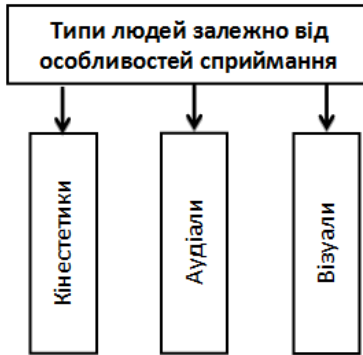 Типи людей залежно від
особливостей сприймання
Кінестетики
Аудіали
Візуали